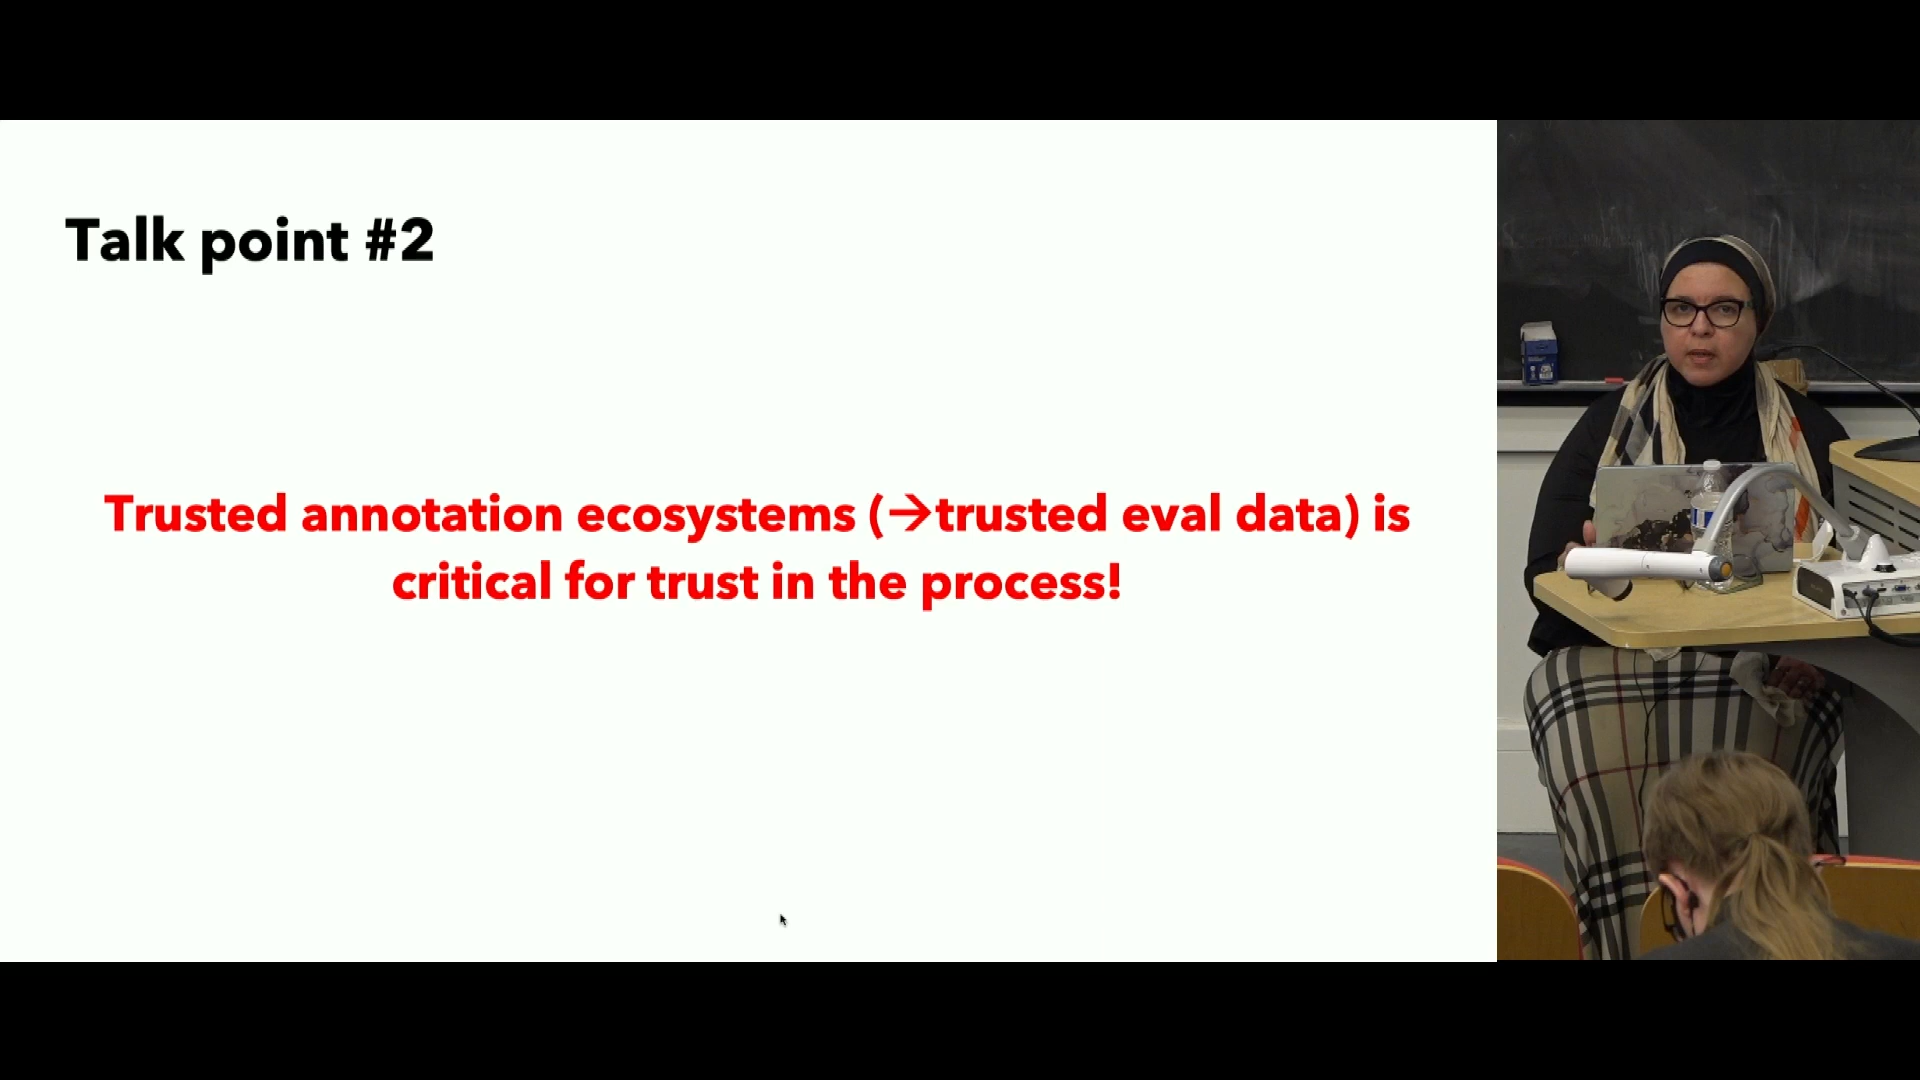 Talk point #2
Trusted annotation ecosystems (→trusted eval data) is
critical for trust in the process!